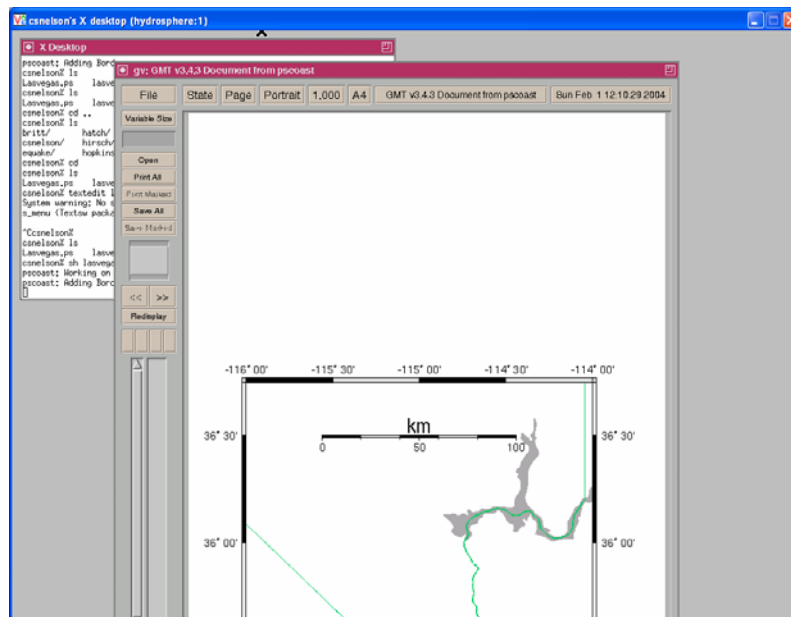 csnelson's X desktop (hydrosphere:1)
X Desktop
pscoast: Adding Bord
csnelson% ls
Lasvegas.ps lasve
csnelson% ls
Lasvegas.ps lasve
csnelson% cd ..
csnelson% ls
britt/ hatch/
csnelson/ hirsch/
equake/ hopkins
csnelson% cd
csnelson% ls
Lasvegas.ps lasve
csnelson% textedit l
System warning: No s
s_menu (Textsw packa
^Ccsnelson%
csnelson% ls
Lasvegas.ps lasve
csnelson% sh lasvega
pscoast: Working on
pscoast: Adding Bord
gv: GMT v3.4.3 Document from pscoast
File State Page Portrait 1.000 A4 GMT v3.4.3 Document from pscoast Sun Feb 1 12:10:29 2004
Variable Size
Open
Print All
Print Marked
Save All
Save Marked
<< >>
Redisplay
-116° 00' -115° 30' -115° 00' -114° 30' -114° 00'
km
36° 30' 36° 30'
0 50 100
36° 00' 36° 00'